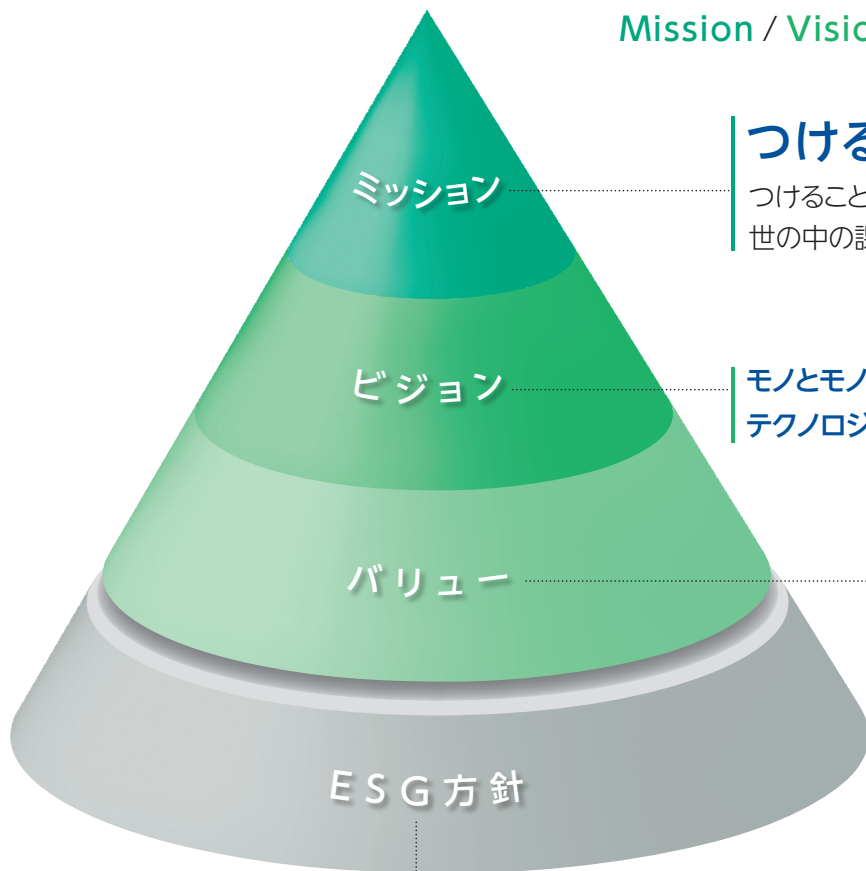 Mission / Visio
つける
ミッション
つけること
世の中の課
ビジョン
モノとモノ
テクノロジ
バリュー
ESG方針